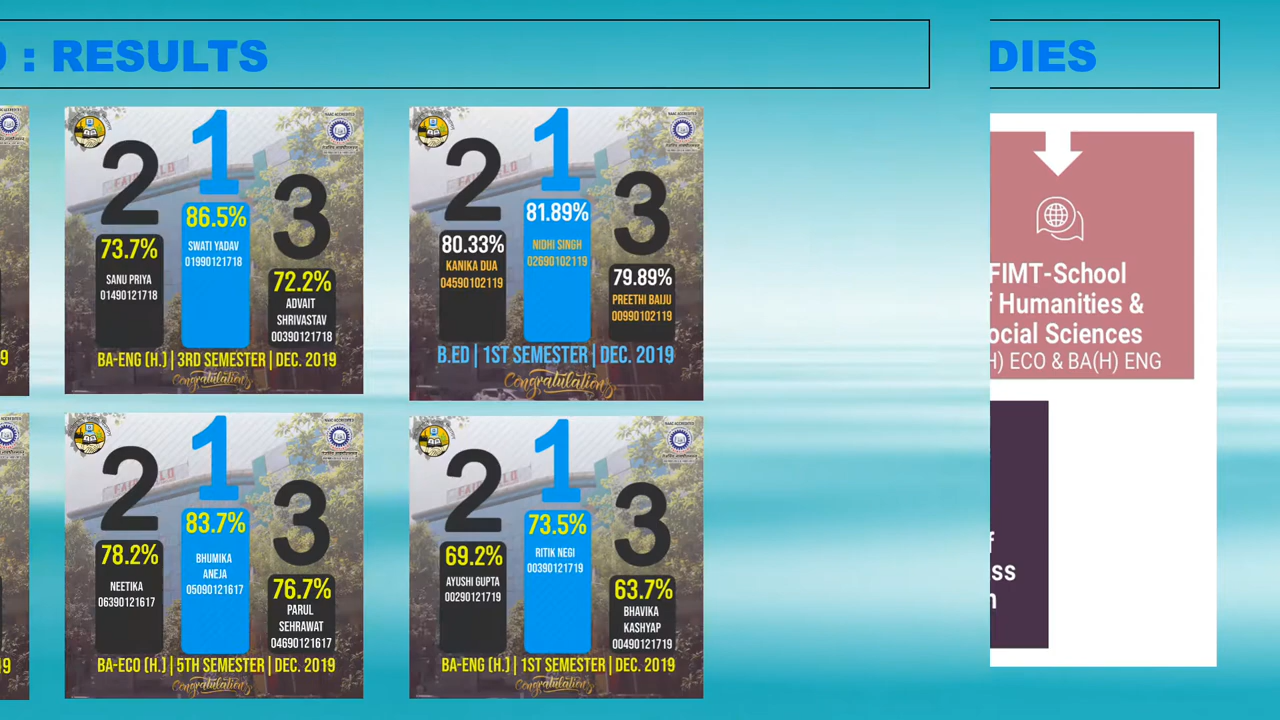 : RESULTS
DIES
2
1
3
86.5%
SWATI YADAV
01990121718
73.7%
SANU PRIYA
01490121718
72.2%
ADVAIT
SHRIVASTAV
00390121718
BA-ENG (H.) | 3RD SEMESTER | DEC. 2019
Congratulation
2
1
3
81.89%
NIDHI SINGH
02690102119
80.33%
KANIKA DUA
04590102119
79.89%
PREETHI BAIJU
00990102119
B.ED | 1ST SEMESTER | DEC. 2019
Congratulation
FIMT-School
Humanities &
ocial Sciences
H) ECO & BA(H) ENG
2
1
3
83.7%
BHUMIKA
ANEJA
05090121617
78.2%
NEETIKA
06390121617
76.7%
PARUL
SEHRAWAT
04690121617
BA-ECO (H.) | 5TH SEMESTER | DEC. 2019
Congratulation
2
1
3
73.5%
RITIK NEGI
00390121719
69.2%
AYUSHI GUPTA
00290121719
63.7%
BHAVIKA
KASHYAP
00490121719
BA-ENG (H.) | 1ST SEMESTER | DEC. 2019
Congratulation
ss